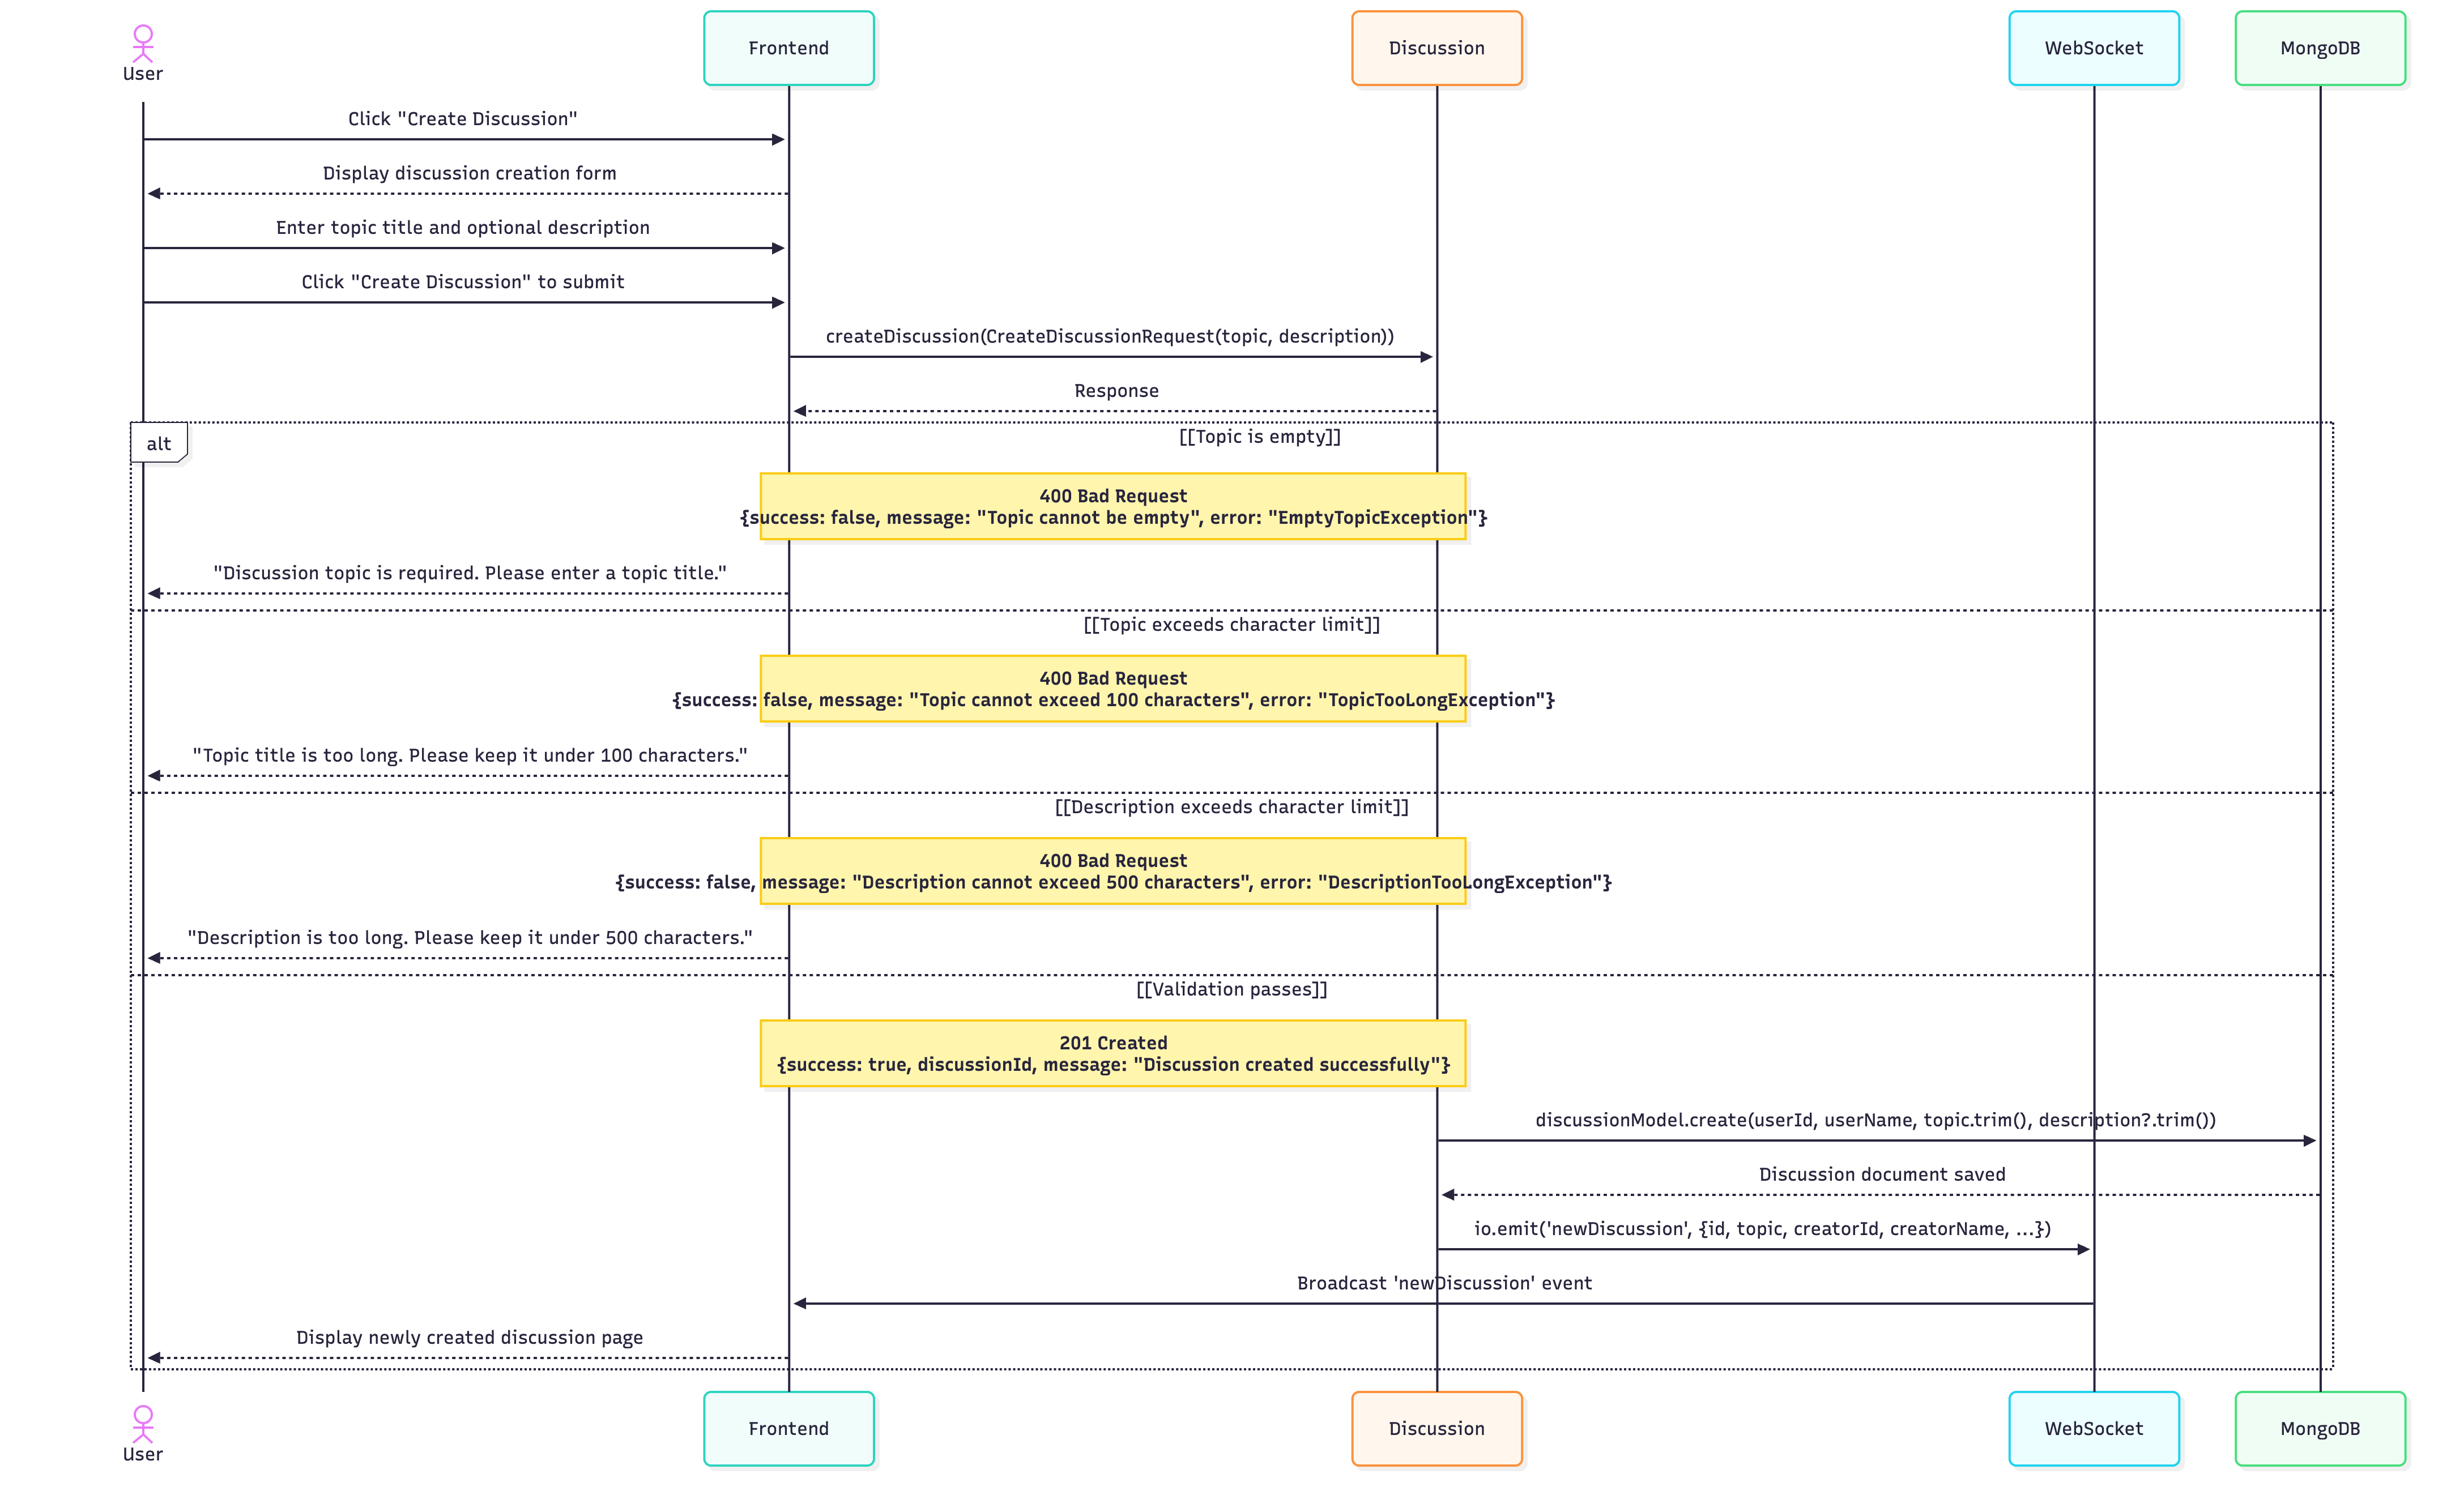 User
Frontend
Discussion
WebSocket
MongoDB
Click "Create Discussion"
Display discussion creation form
Enter topic title and optional description
Click "Create Discussion" to submit
createDiscussion(CreateDiscussionRequest(topic, description))
Response
alt
[[Topic is empty]]
400 Bad Request
{success: false, message: "Topic cannot be empty", error: "EmptyTopicException"}
"Discussion topic is required. Please enter a topic title."
[[Topic exceeds character limit]]
400 Bad Request
{success: false, message: "Topic cannot exceed 100 characters", error: "TopicTooLongException"}
"Topic title is too long. Please keep it under 100 characters."
[[Description exceeds character limit]]
400 Bad Request
{success: false, message: "Description cannot exceed 500 characters", error: "DescriptionTooLongException"}
"Description is too long. Please keep it under 500 characters."
[[Validation passes]]
201 Created
{success: true, discussionId, message: "Discussion created successfully"}
discussionModel.create(userId, userName, topic.trim(), description?.trim())
Discussion document saved
io.emit('newDiscussion', {id, topic, creatorId, creatorName, ...})
Broadcast 'newDiscussion' event
Display newly created discussion page
User
Frontend
Discussion
WebSocket
MongoDB